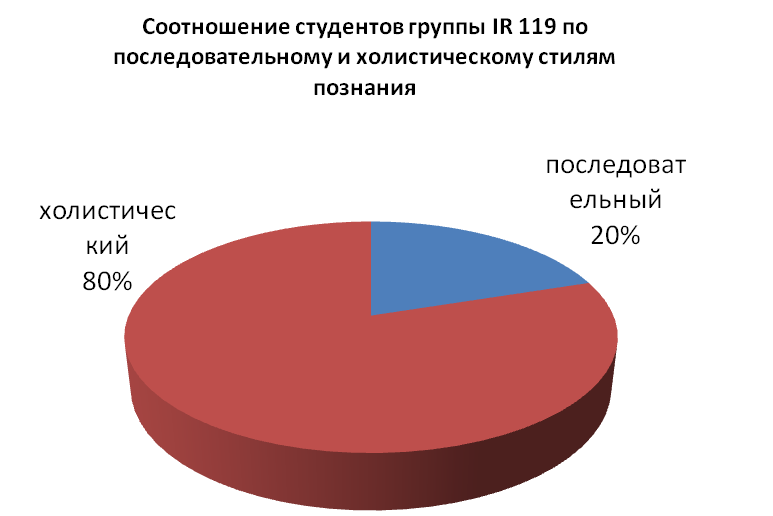 Соотношение студентов группы IR 119 по
последовательному и холистическому стилям
познания
последоват
ельный
20%
холистичес
кий
80%